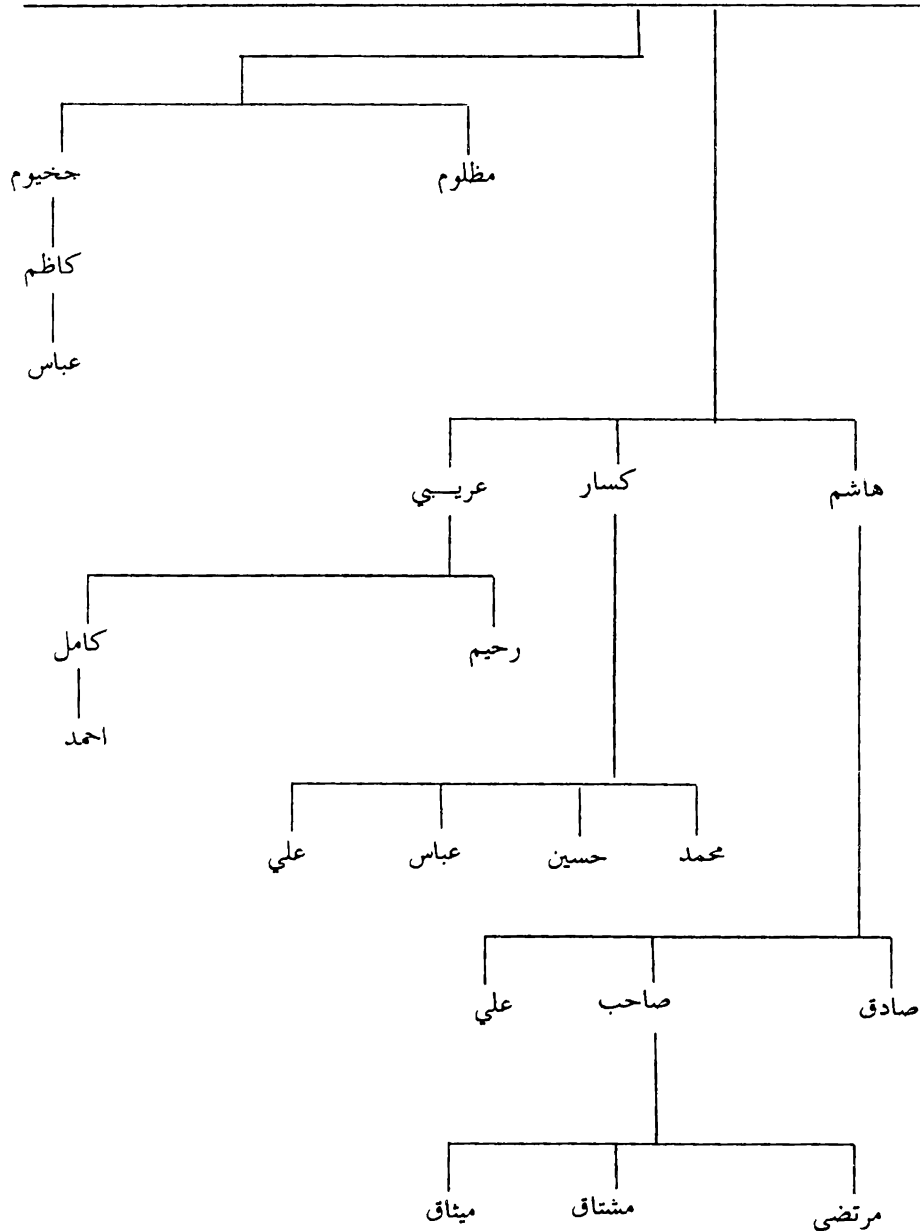 مظلوم جخيوم
كاظم
عباس
هاشم كسار عريبي
رحيم كامل
احمد
محمد حسين عباس علي
صادق صاحب علي
مرتضى مشتاق ميثاق